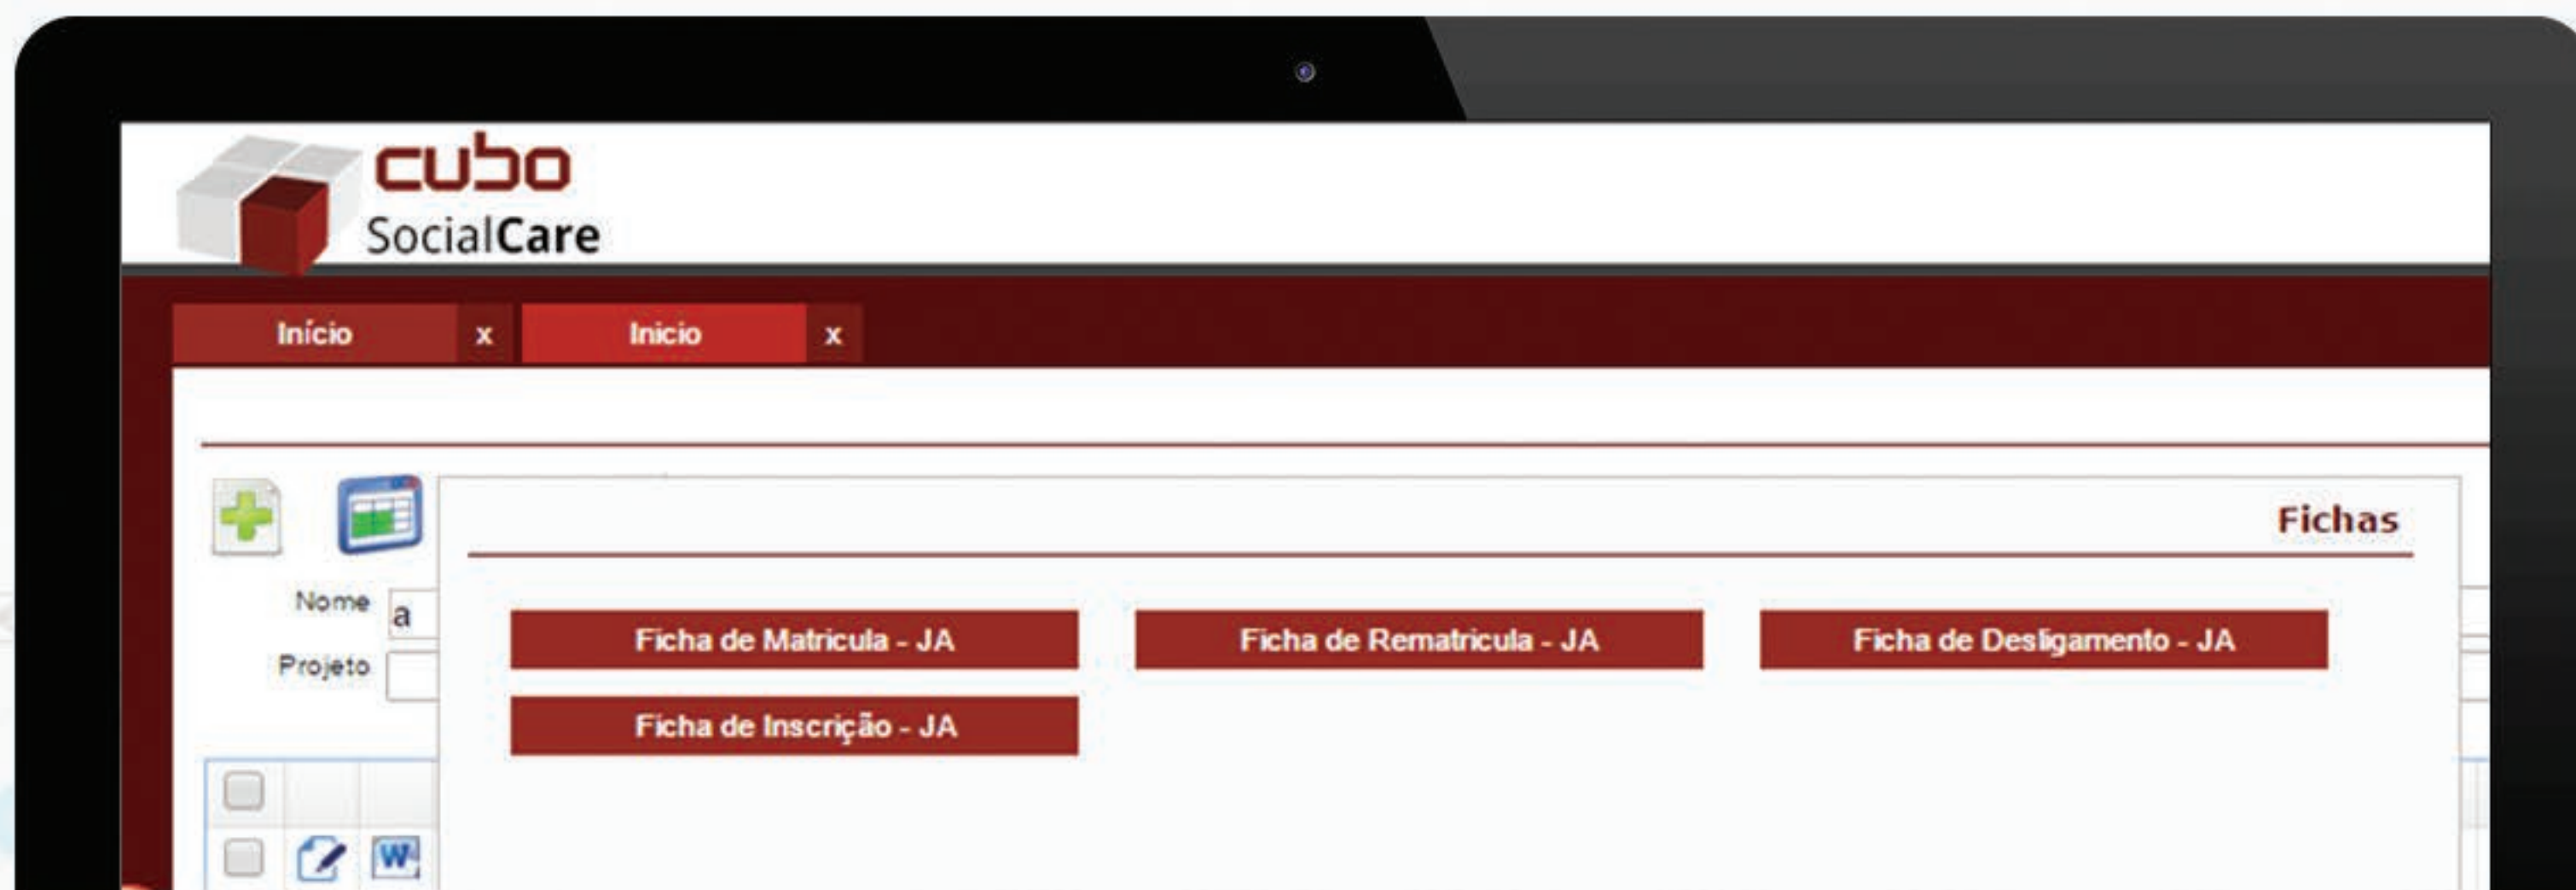 cubo
SocialCare
Início x Inicio x
Fichas
Nome a
Projeto
Ficha de Matricula - JA Ficha de Rematricula - JA Ficha de Desligamento - JA
Ficha de Inscrição - JA
W